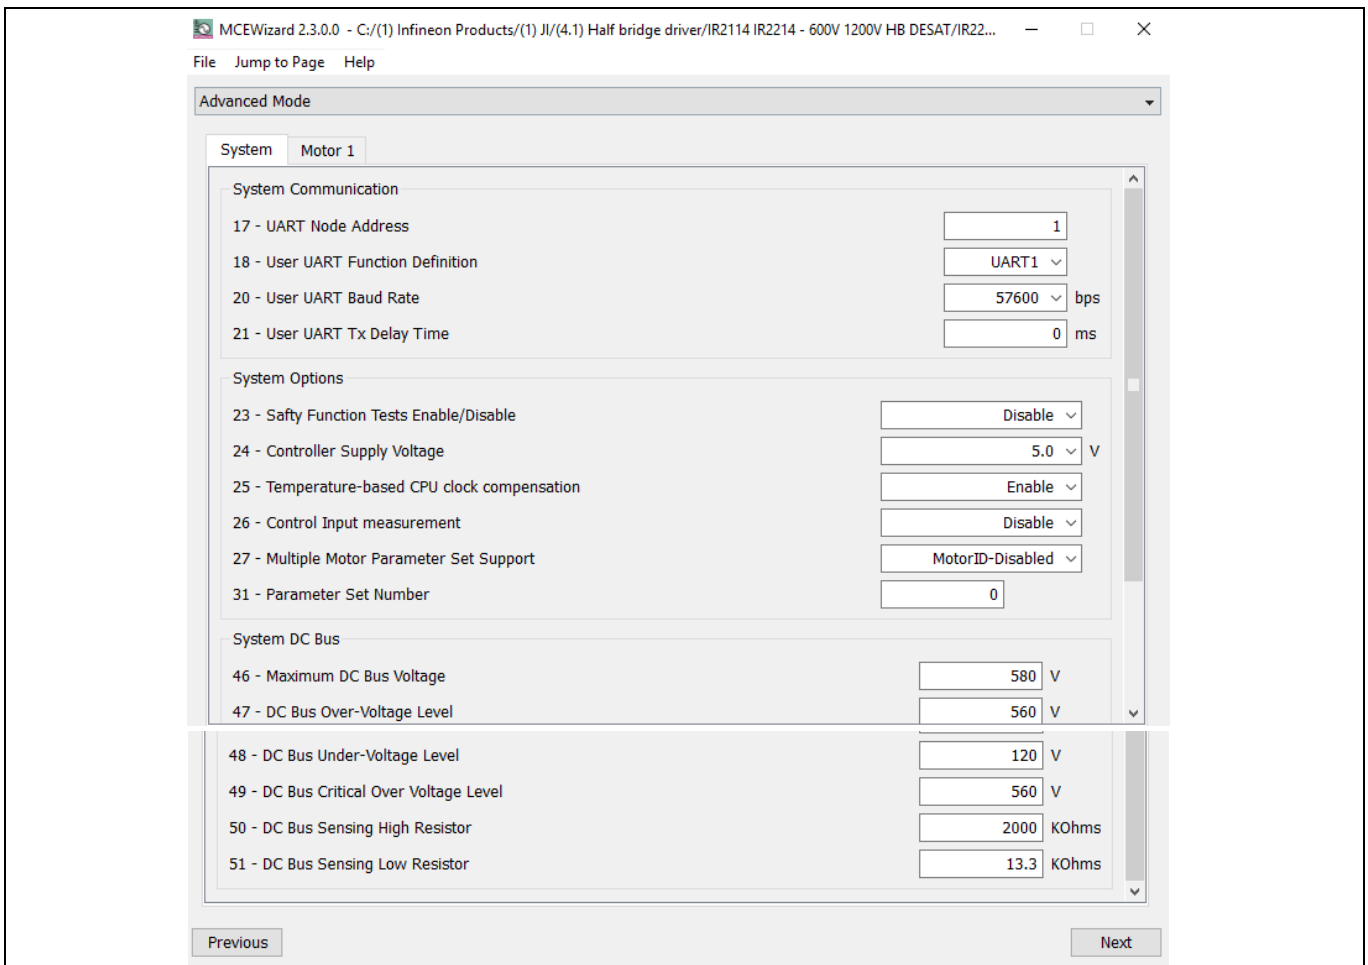 MCEWizard 2.3.0.0 - C:/(1) Infineon Products/(1) JI/(4.1) Half bridge driver/IR2114 IR2214 - 600V 1200V HB DESAT/IR22...
File Jump to Page Help
Advanced Mode
System Motor 1
System Communication
17 - UART Node Address 1
18 - User UART Function Definition UART1
20 - User UART Baud Rate 57600 bps
21 - User UART Tx Delay Time 0 ms
System Options
23 - Safty Function Tests Enable/Disable Disable
24 - Controller Supply Voltage 5.0 V
25 - Temperature-based CPU clock compensation Enable
26 - Control Input measurement Disable
27 - Multiple Motor Parameter Set Support MotorID-Disabled
31 - Parameter Set Number 0
System DC Bus
46 - Maximum DC Bus Voltage 580 V
47 - DC Bus Over-Voltage Level 560 V
48 - DC Bus Under-Voltage Level 120 V
49 - DC Bus Critical Over Voltage Level 560 V
50 - DC Bus Sensing High Resistor 2000 KOhms
51 - DC Bus Sensing Low Resistor 13.3 KOhms
Previous Next